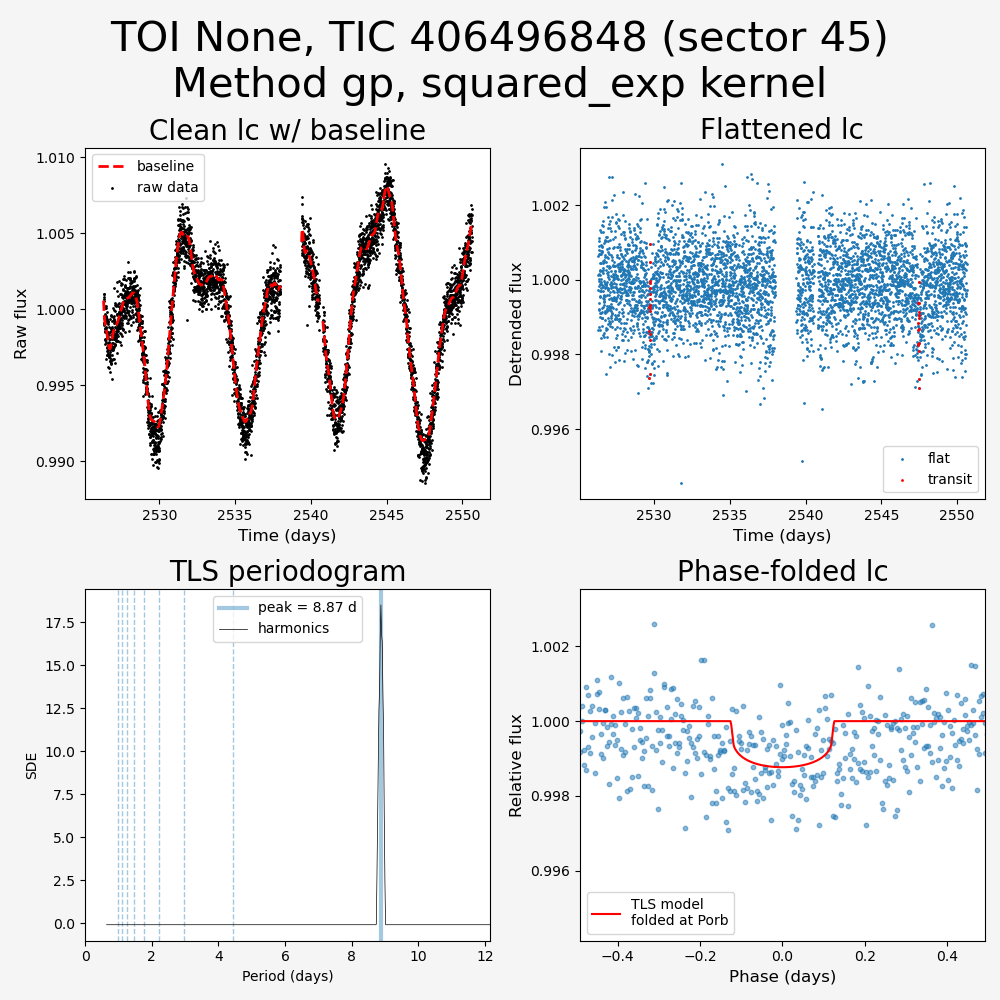 TOI None, TIC 406496848 (sector 45)
Method gp, squared_exp kernel
Clean lc w/ baseline
baseline
raw data
1.010
1.005
1.000
0.995
0.990
Raw flux
2530 2535 2540 2545 2550
Time (days)
Flattened lc
1.002
1.000
0.998
0.996
Detrended flux
flat
transit
2530 2535 2540 2545 2550
Time (days)
TLS periodogram
peak = 8.87 d
harmonics
17.5
15.0
12.5
10.0
7.5
5.0
2.5
0.0
SDE
0 2 4 6 8 10 12
Period (days)
Phase-folded lc
1.002
1.000
0.998
0.996
Relative flux
TLS model
folded at Porb
−0.4 −0.2 0.0 0.2 0.4
Phase (days)